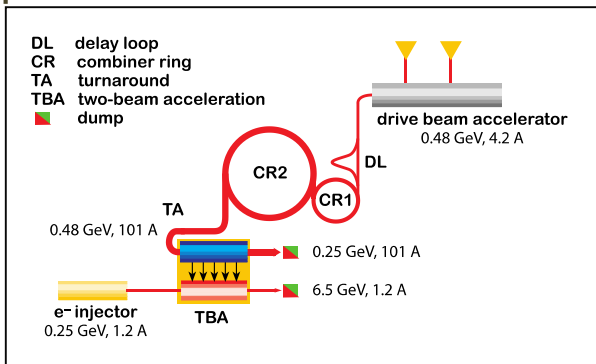 DL delay loop
CR combiner ring
TA turnaround
TBA two-beam acceleration
dump
drive beam accelerator
0.48 GeV, 4.2 A
DL
CR2
CR1
TA
0.48 GeV, 101 A
0.25 GeV, 101 A
6.5 GeV, 1.2 A
e– injector
0.25 GeV, 1.2 A
TBA